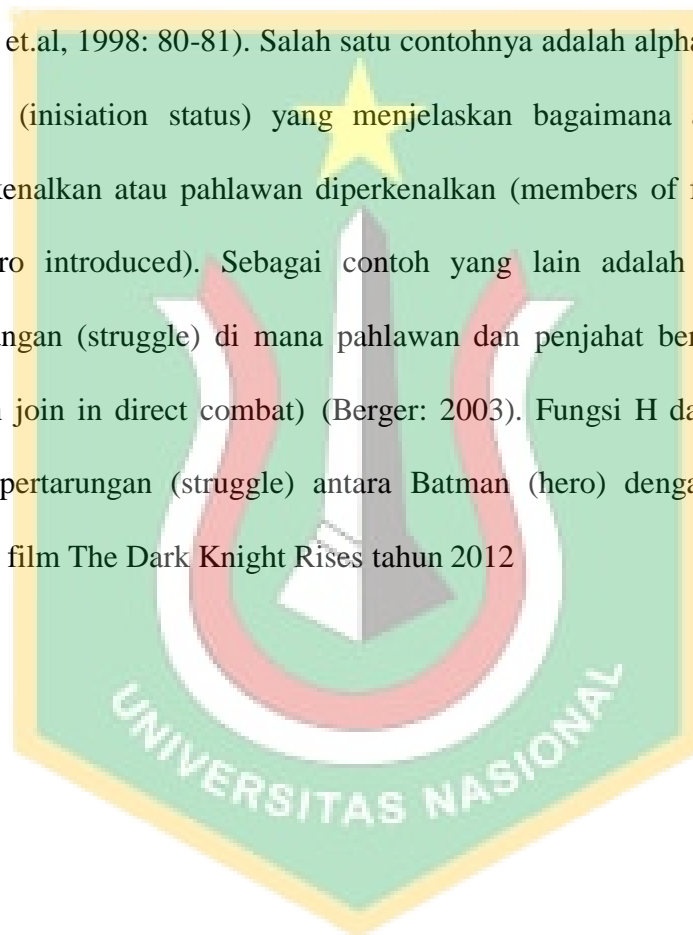 et.al, 1998: 80-81). Salah satu contohnya adalah alpha
(inisiation status) yang menjelaskan bagaimana
kenalkan atau pahlawan diperkenalkan (members of
ro introduced). Sebagai contoh yang lain adalah
ngan (struggle) di mana pahlawan dan penjahat ber
join in direct combat) (Berger: 2003). Fungsi H da
pertarungan (struggle) antara Batman (hero) denga
film The Dark Knight Rises tahun 2012
UNIVERSITAS NASIONAL